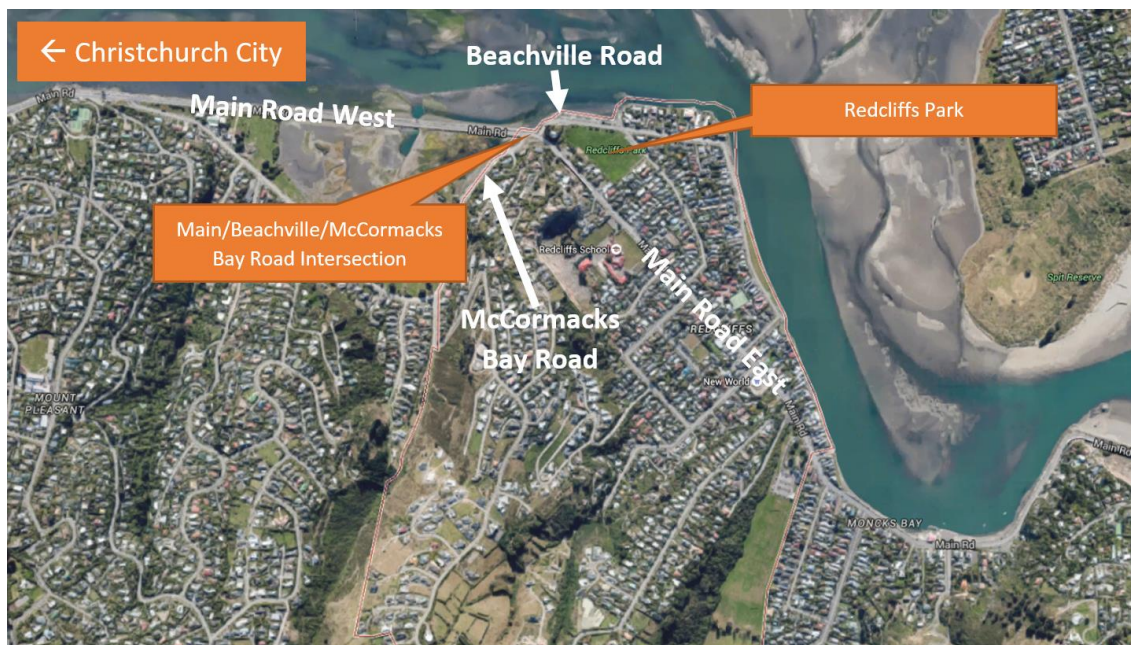 ← Christchurch City
Beachville Road
Main Road West
Redcliffs Park
Main Rd
Main Rd
Redcliffs Park
Main/Beachville/McCormacks
Bay Road Intersection
Redcliffs School
Spit Reserve
Main Road East
McCormacks
Bay Road
REDCLIFFS
New World
MOUNT
PLEASANT
Main Rd
Main Rd
MONCKS BAY
Main Rd